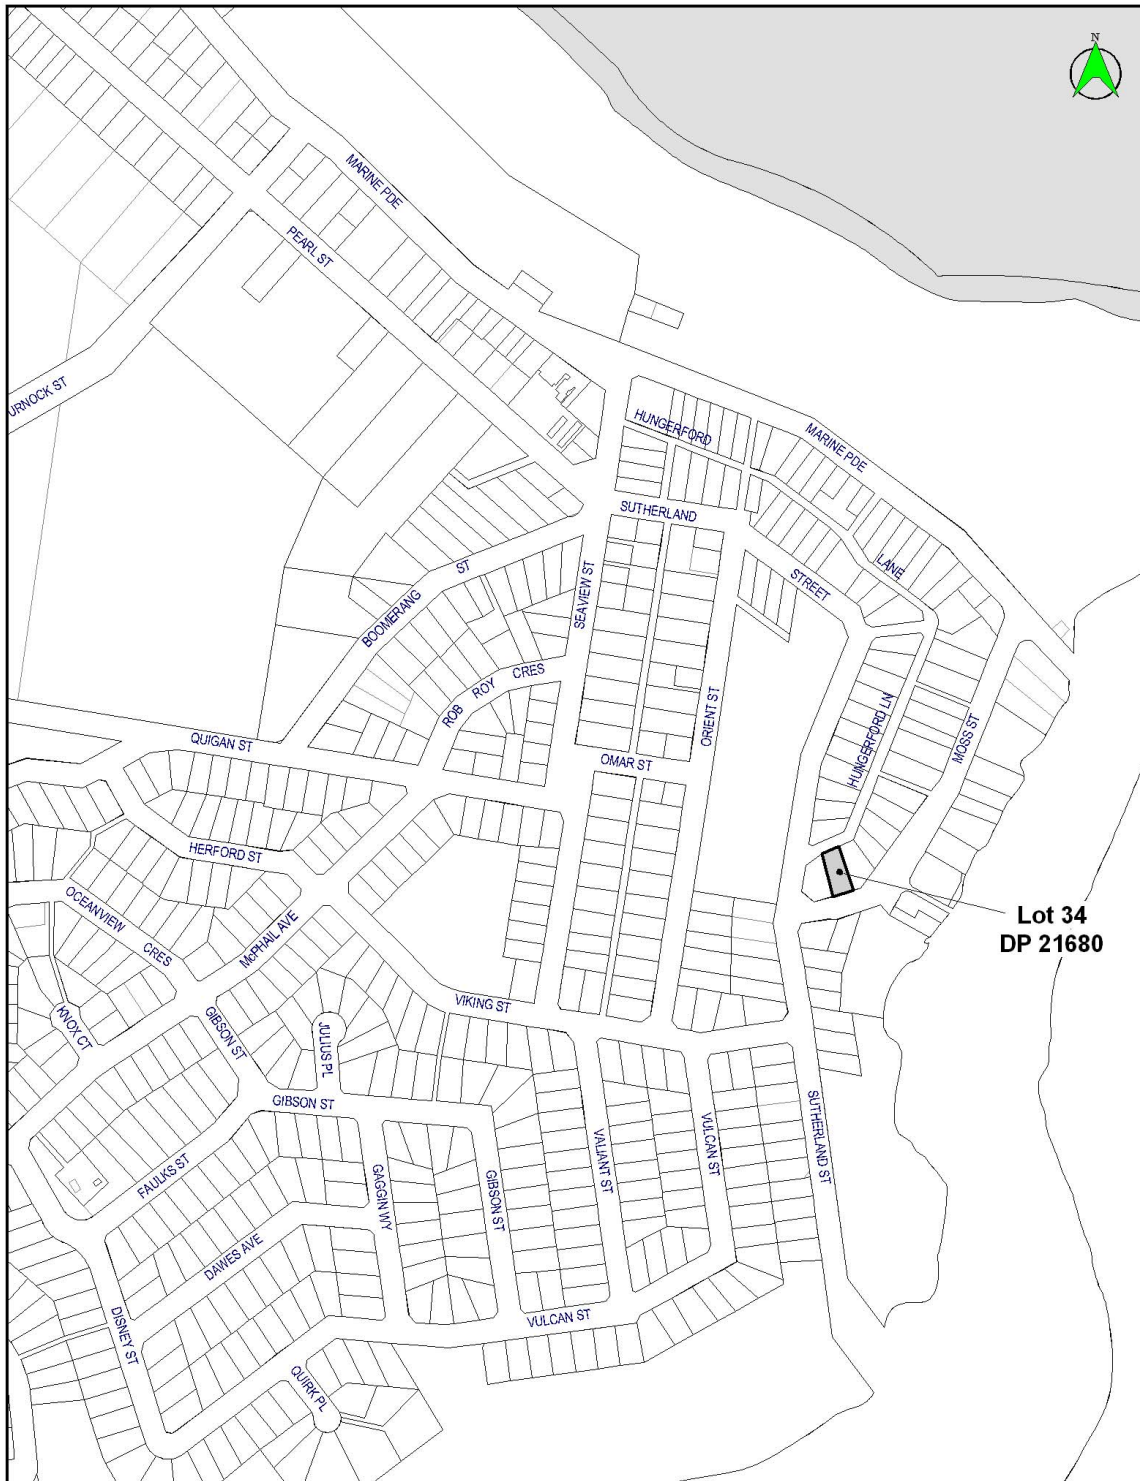 N
MARINE PDE
PEARL ST
URNOCK ST
HUNGERFORD
MARINE PDE
SUTHERLAND
LANE
STREET
BOOMERANG
ST
SEAVIEW ST
ROB
ROY
CRES
ORIENT ST
HUNGERFORD LN
MOSS ST
QUIGAN ST
OMAR ST
HERFORD ST
OCEANVIEW
CRES
McPHAIL AVE
Lot 34
DP 21680
VIKING ST
KNOX CT
GIBSON ST
JULIUS PL
GIBSON ST
FAULKS ST
GAGGIN WY
GIBSON ST
VALIANT ST
VULCAN ST
SUTHERLAND ST
DAWES AVE
DISNEY ST
VULCAN ST
QUIRK PL